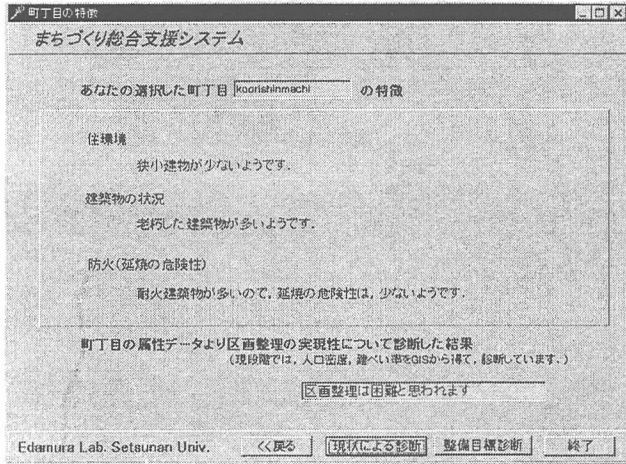 町丁目の特徴
まちづくり総合支援システム
あなたの選択した町丁目 koorishinmachi の特徴
住環境
狭小建物が少ないようです.
建築物の状況
老朽した建築物が多いようです.
防火(延焼の危険性)
耐火建築物が多いので, 延焼の危険性は, 少ないようです.
町丁目の属性データより区画整理の実現性について診断した結果
(現段階では, 人口密度, 建ぺい率をGISから得て, 診断しています.)
区画整理は困難と思われます
Edamura Lab. Setsunan Univ. <<戻る 現状による診断 整備目標診断 終了